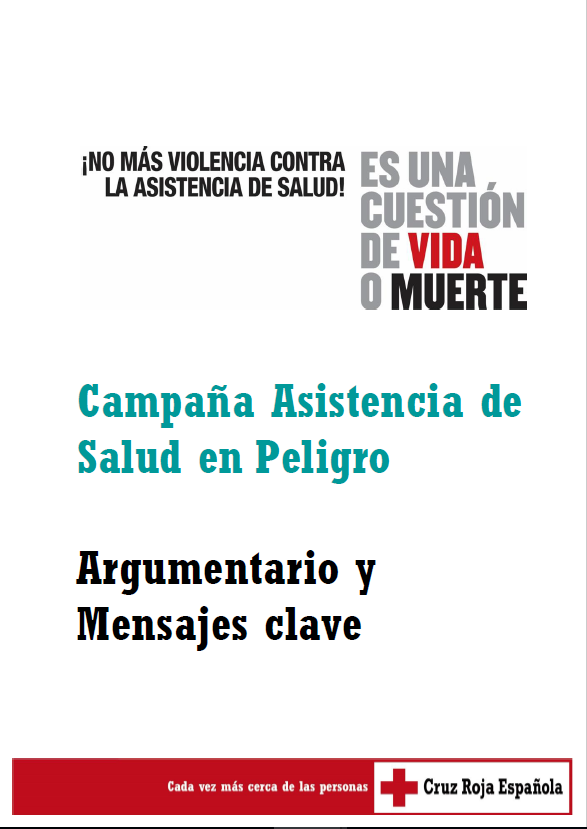 ¡NO MÁS VIOLENCIA CONTRA
LA ASISTENCIA DE SALUD!
ES UNA
CUESTIÓN
DE VIDA
O MUERTE
Campaña Asistencia de
Salud en Peligro
Argumentario y
Mensajes clave
Cada vez más cerca de las personas
Cruz Roja Española